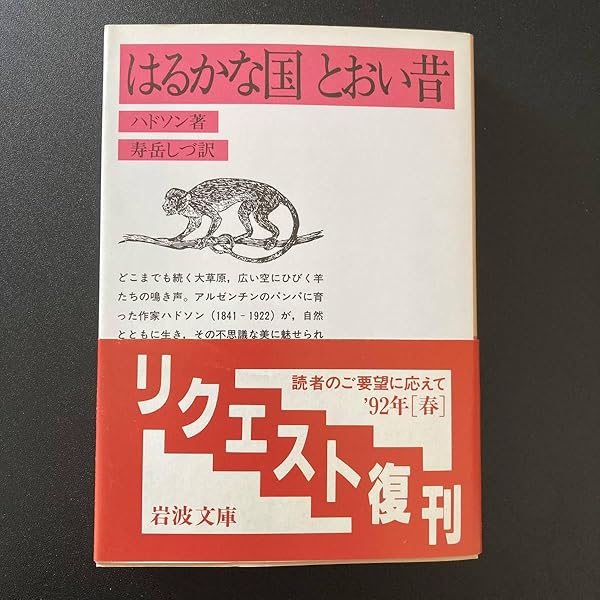 はるかな国 とおい昔
ハドソン著
寿岳しづ訳
どこまでも続く大草原，広い空にひびく羊
たちの鳴き声。アルゼンチンのパンパに育
った作家ハドソン（1841‐1922）が，自然
とともに生き，その不思議な美に魅せられ
読者のご要望に応えて
'92年［春］
リクエスト復刊
岩波文庫